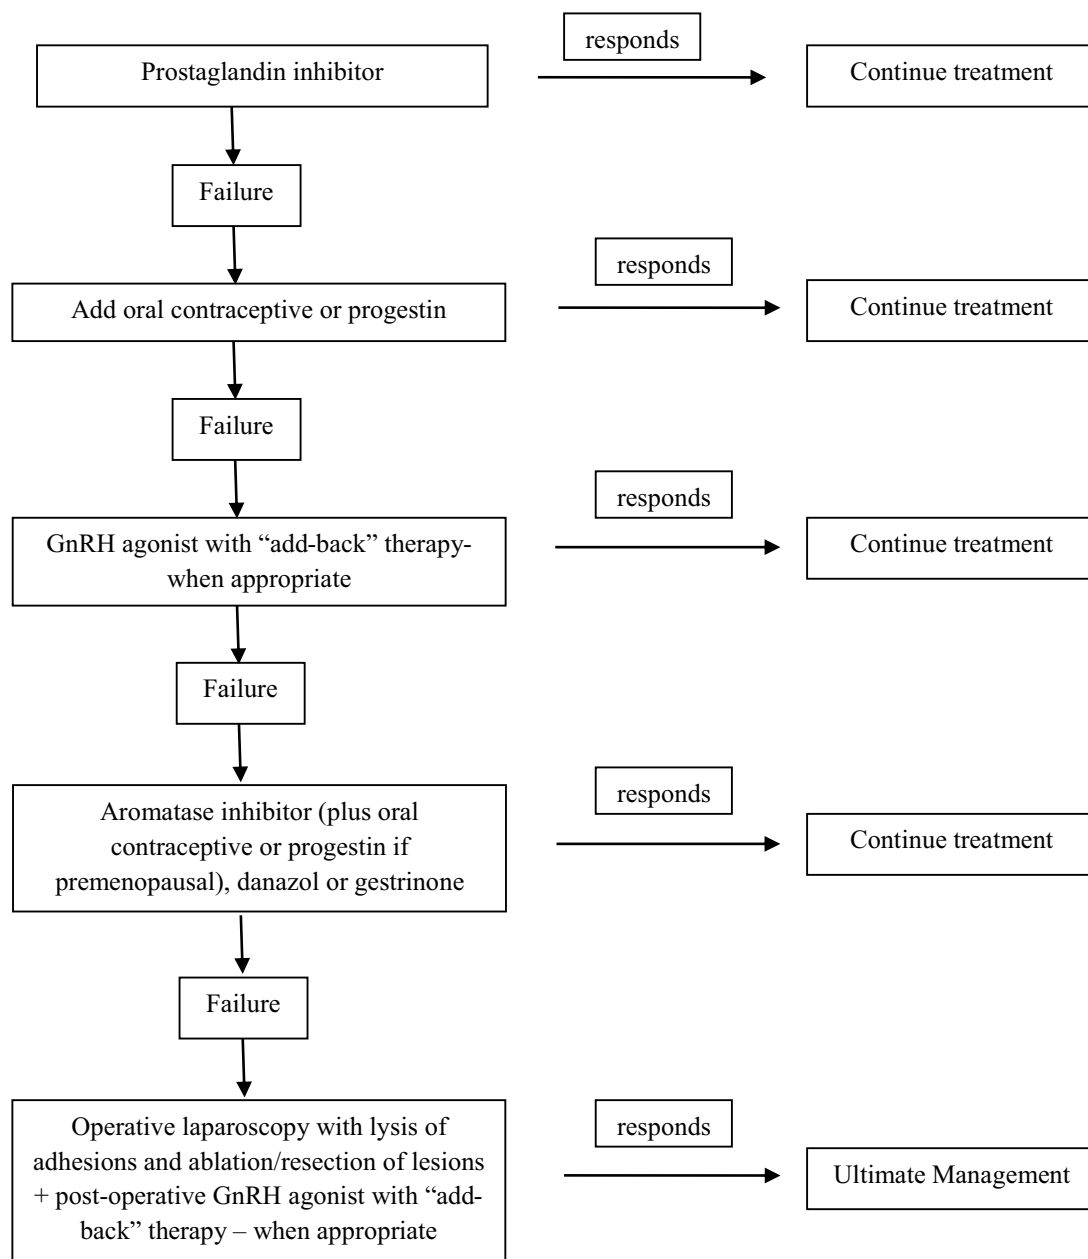 responds
Prostaglandin inhibitor
Continue treatment
Failure
responds
Add oral contraceptive or progestin
Continue treatment
Failure
responds
GnRH agonist with “add-back” therapy-
when appropriate
Continue treatment
Failure
responds
Aromatase inhibitor (plus oral
contraceptive or progestin if
premenopausal), danazol or gestrinone
Continue treatment
Failure
responds
Operative laparoscopy with lysis of
adhesions and ablation/resection of lesions
+ post-operative GnRH agonist with “add-
back” therapy – when appropriate
Ultimate Management